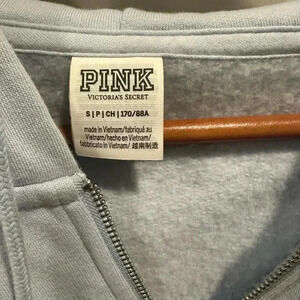 PINK
VICTORIA'S SECRET
S | P | CH | 170/88A
made in Vietnam/fabriqué au
Vietnam/hecho en Vietnam/
fabbricato in Vietnam/ 越南制造